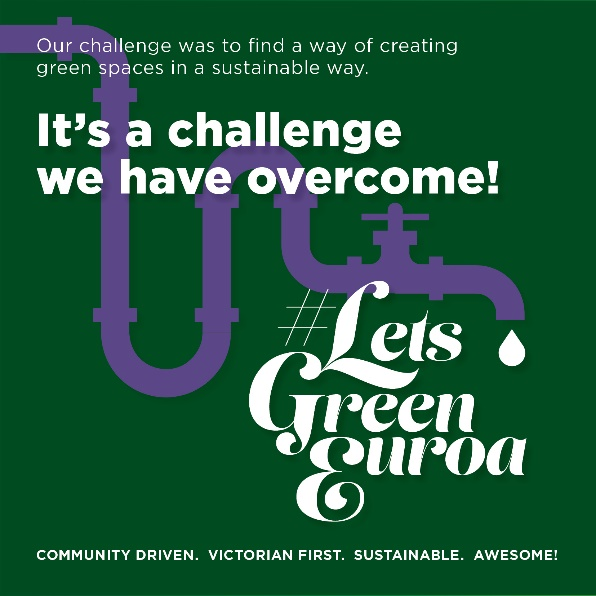 Our challenge was to find a way of creating
green spaces in a sustainable way.
It's a challenge
we have overcome!
#Lets
Green
Euroa
COMMUNITY DRIVEN. VICTORIAN FIRST. SUSTAINABLE. AWESOME!